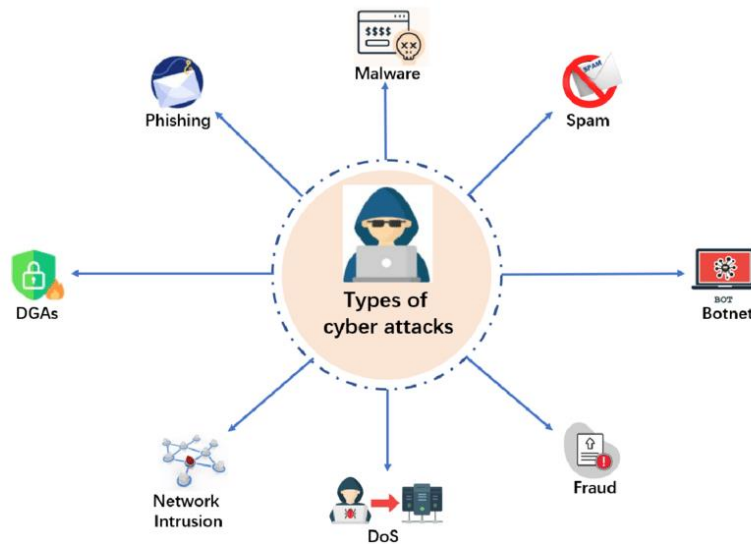 $$$$
Malware
Phishing
SPAM
Spam
Types of
cyber attacks
DGAs
BOT
Botnet
Network
Intrusion
DoS
Fraud